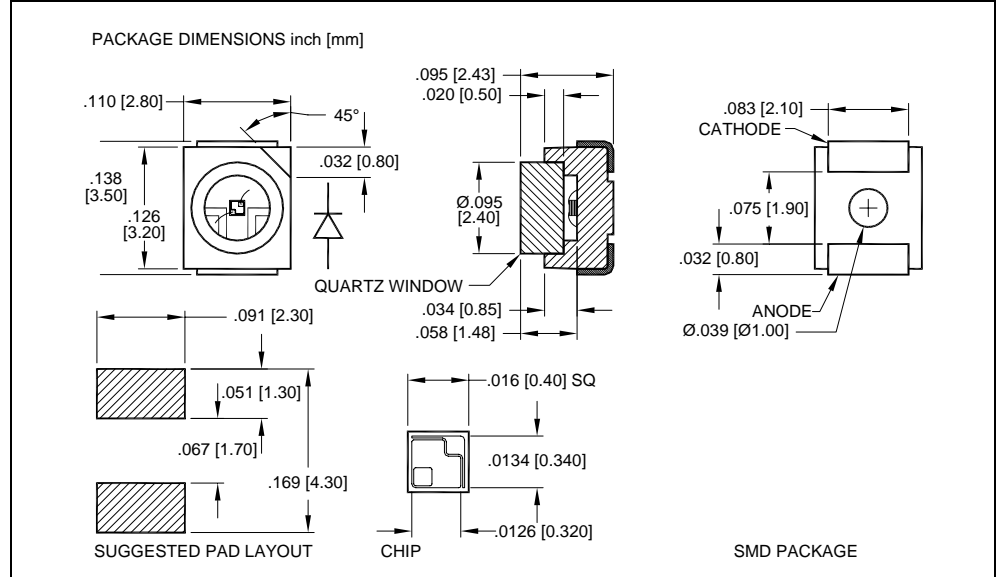 PACKAGE DIMENSIONS inch [mm]
.110 [2.80]
45°
.032 [0.80]
.138
[3.50]
.126
[3.20]
.095 [2.43]
.020 [0.50]
Ø.095
[2.40]
QUARTZ WINDOW
.034 [0.85]
.058 [1.48]
.083 [2.10]
CATHODE
.075 [1.90]
.032 [0.80]
ANODE
Ø.039 [Ø1.00]
.091 [2.30]
.051 [1.30]
.067 [1.70]
.169 [4.30]
.016 [0.40] SQ
.0134 [0.340]
.0126 [0.320]
SUGGESTED PAD LAYOUT
CHIP
SMD PACKAGE